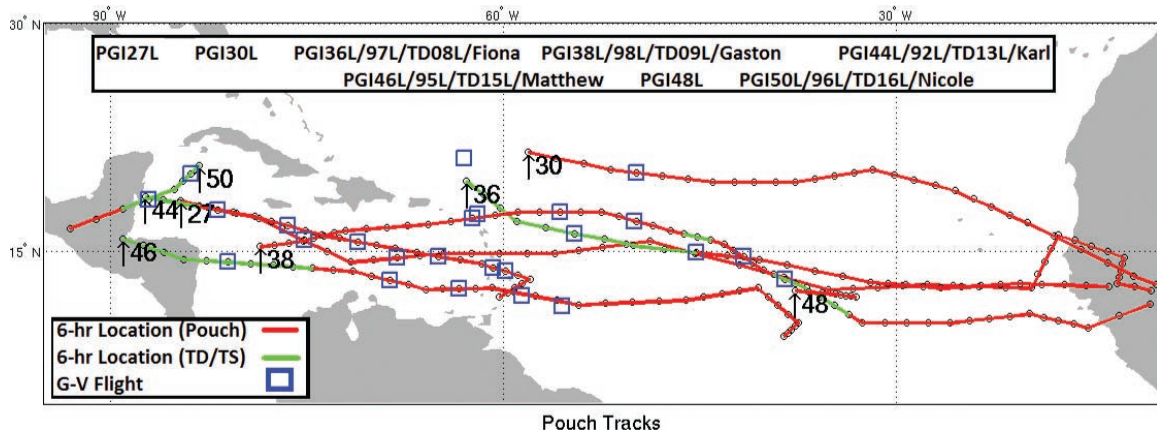 90° W 60° W 30° W
30° N
PGI27L PGI30L PGI36L/97L/TD08L/Fiona PGI38L/98L/TD09L/Gaston PGI44L/92L/TD13L/Karl
PGI46L/95L/TD15L/Matthew PGI48L PGI50L/96L/TD16L/Nicole
↑30
↑50
↑36
↑44
↑27
15° N
↑46
↑38
↑48
6-hr Location (Pouch)
6-hr Location (TD/TS)
G-V Flight
Pouch Tracks